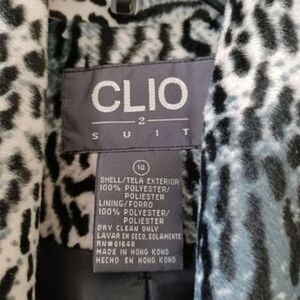 CLIO
2
SUIT
10
SHELL/TELA EXTERIOR
100% POLYESTER/
POLIESTER
LINING/FORRO
100% POLYESTER/
POLIESTER
DRY CLEAN ONLY
LAVAR EN SECO, SOLAMENTE
RN#61648
MADE IN HONG KONG
HECHO EN HONG KONG